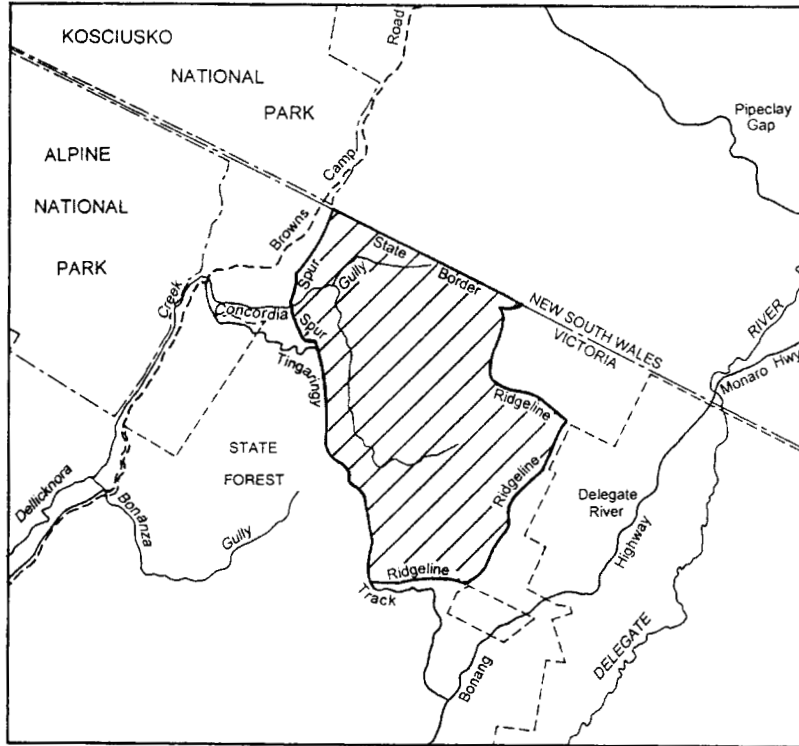 KOSCIUSKO
NATIONAL
PARK
Road
Pipeclay
Gap
ALPINE
NATIONAL
PARK
Camp
Browns
State
Border
Spur
Gully
Creek
Concordia
Spur
Tingaringy
NEW SOUTH WALES
VICTORIA
RIVER
Monaro Hwy
Ridgeline
Ridgeline
STATE
FOREST
Delegate
River
Highway
Dellicknora
Bonanza
Gully
Ridgeline
Track
Bonang
DELEGATE